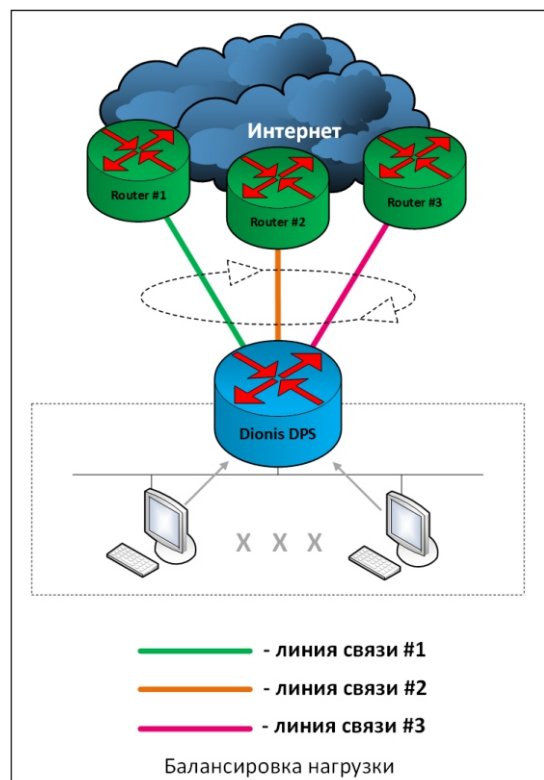 Интернет
Router #1
Router #2
Router #3
Dionis DPS
X X X
- линия связи #1
- линия связи #2
- линия связи #3
Балансировка нагрузки